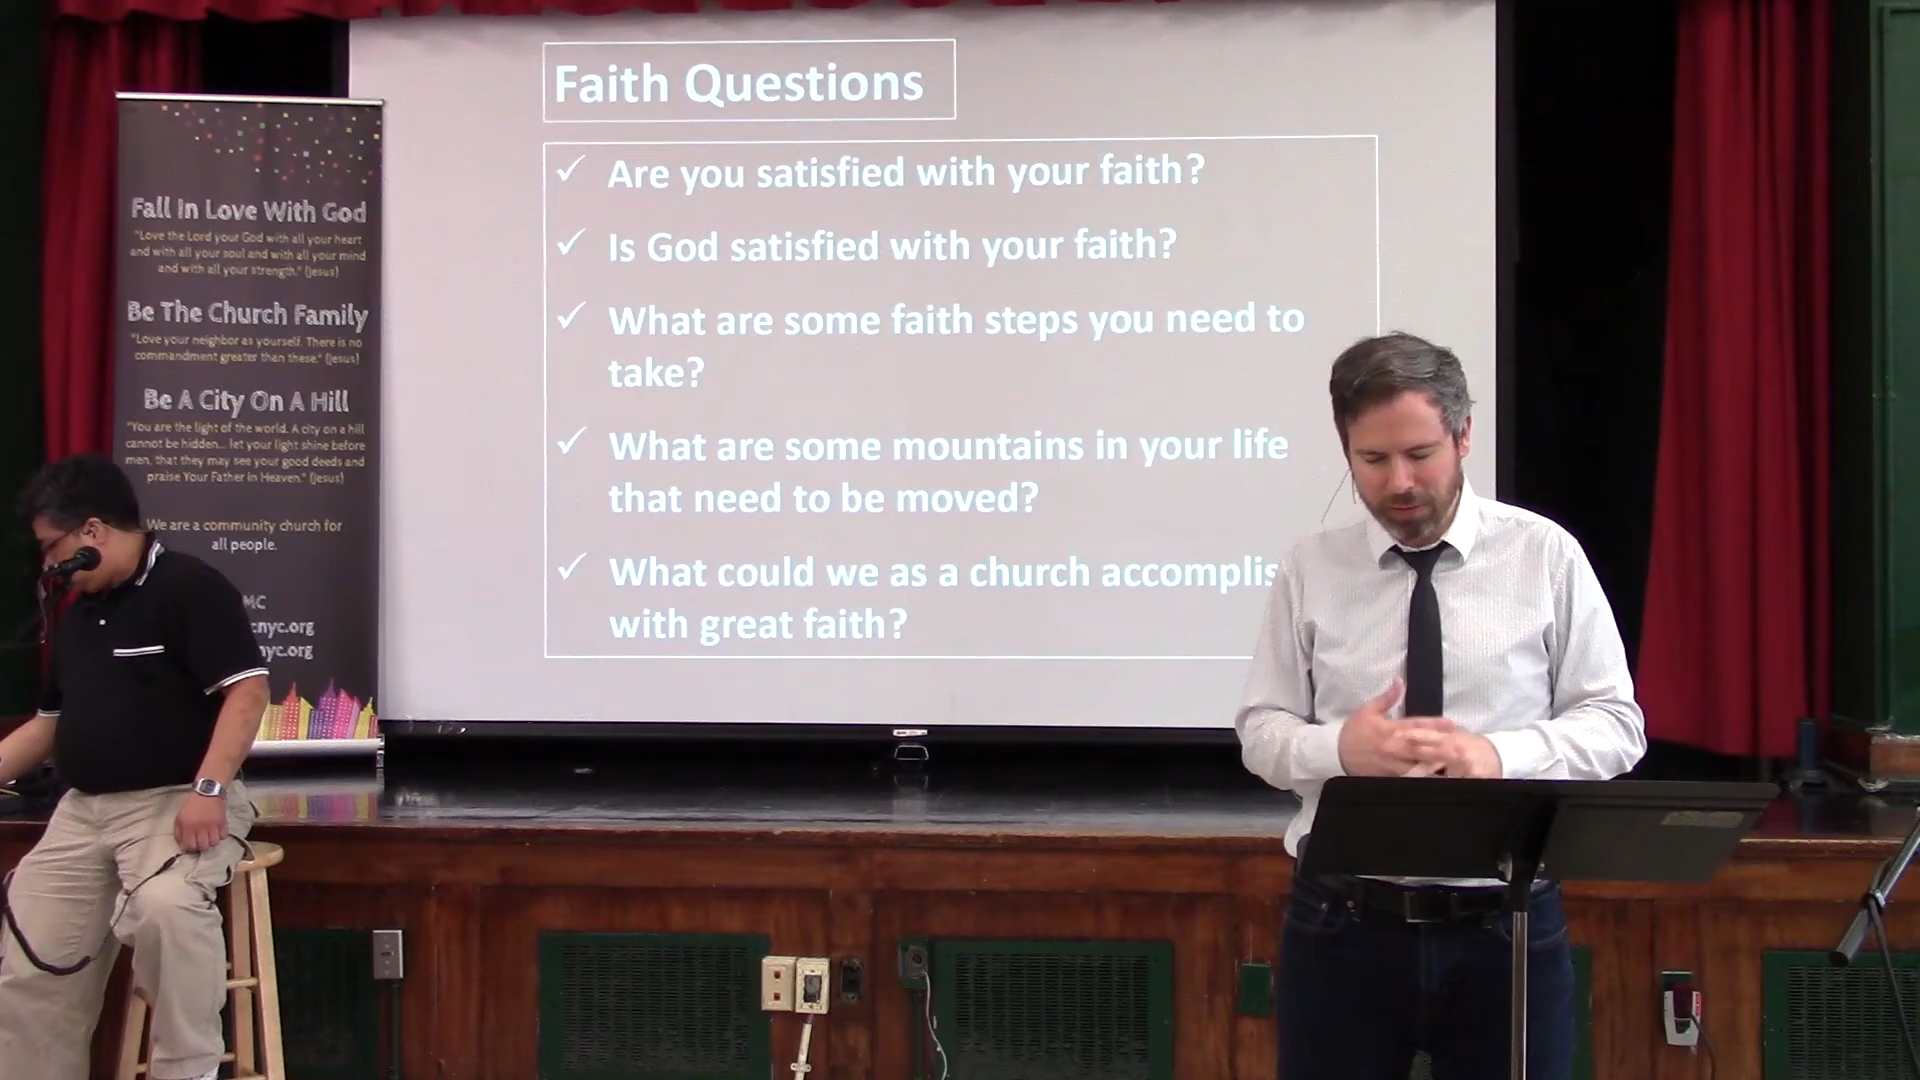 Faith Questions
✓ Are you satisfied with your faith?
✓ Is God satisfied with your faith?
✓ What are some faith steps you need to
take?
✓ What are some mountains in your life
that need to be moved?
✓ What could we as a church accomplis
with great faith?
Fall In Love With God
"Love the Lord your God with all your heart
and with all your soul and with all your mind
and with all your strength." (Jesus)
Be The Church Family
"Love your neighbor as yourself. There is no
commandment greater than these." (Jesus)
Be A City On A Hill
"You are the light of the world. A city on a hill
cannot be hidden... let your light shine before
men, that they may see your good deeds and
praise Your Father in Heaven." (Jesus)
We are a community church for
all people.
MC
cnyc.org
nyc.org